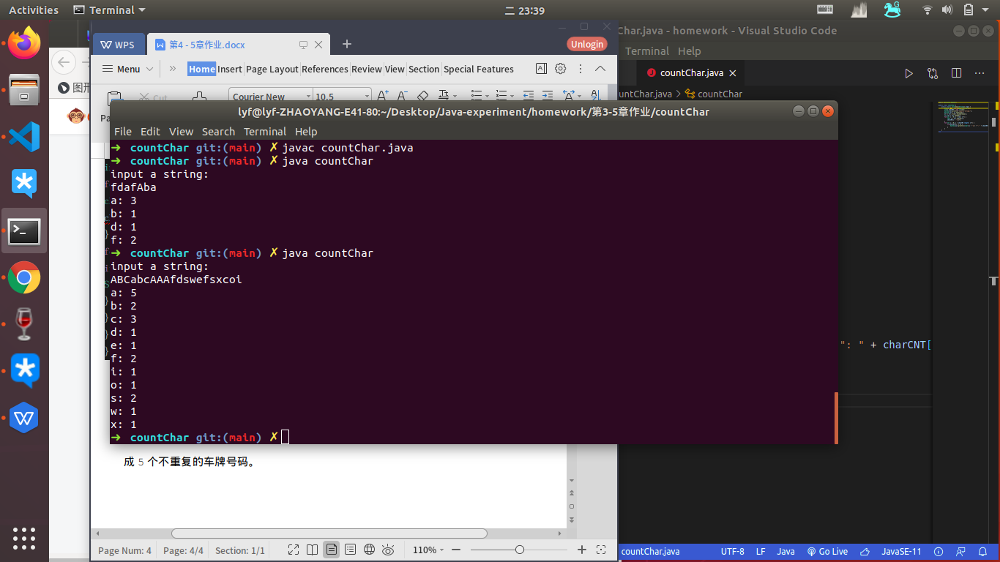 Activities Terminal 二 23:39
WPS 第4 - 5章作业.docx Unlogin
Char.java - homework - Visual Studio Code
Terminal Help
Menu Home Insert Page Layout References Review View Section Special Features
countChar.java
Cut Courier New 10.5
untChar.java countChar
图开
Pa
lyf@lyf-ZHAOYANG-E41-80:~/Desktop/Java-experiment/homework/第3-5章作业/countChar
File Edit View Search Terminal Help
➜ countChar git:(main) ✗ javac countChar.java
➜ countChar git:(main) ✗ java countChar
input a string:
fdafAba
a: 3
b: 1
d: 1
f: 2
➜ countChar git:(main) ✗ java countChar
input a string:
ABCabcAAAfdswefsxcoi
a: 5
b: 2
c: 3
d: 1
e: 1
f: 2
i: 1
o: 1
s: 2
w: 1
x: 1
➜ countChar git:(main) ✗
": " + charCNT[
成 5 个不重复的车牌号码。
Page Num: 4 Page: 4/4 Section: 1/1 110%
countChar.java UTF-8 LF Java Go Live JavaSE-11